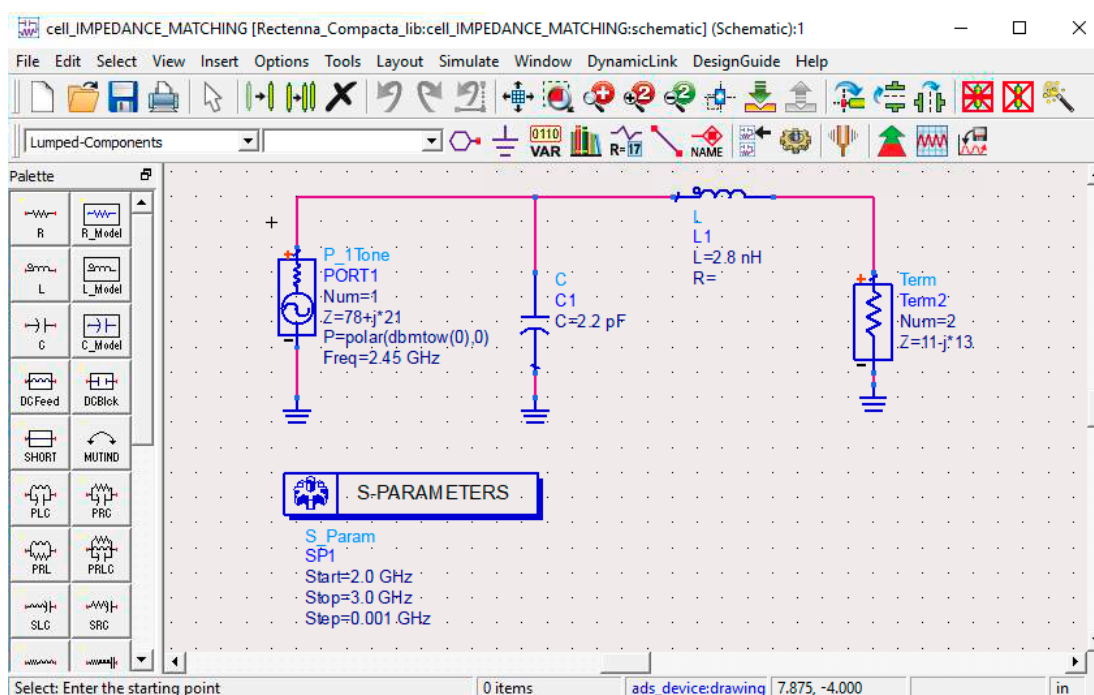 cell_IMPEDANCE_MATCHING [Rectenna_Compacta_lib:cell_IMPEDANCE_MATCHING:schematic] (Schematic):1
File Edit Select View Insert Options Tools Layout Simulate Window DynamicLink DesignGuide Help
+2 -2
Lumped-Components
0110
VAR
R=17
NAME
Palette
R R_Model
L L_Model
C C_Model
DCFeed DCBlck
SHORT MUTIND
PLC PRC
PRL PRLC
SLC SRC
P_1Tone
PORT1
Num=1
Z=78+j*21
P=polar(dbmtow(0),0)
Freq=2.45 GHz
C
C1
C=2.2 pF
L
L1
L=2.8 nH
R=
Term
Term2
Num=2
Z=11-j*13
S-PARAMETERS
S_Param
SP1
Start=2.0 GHz
Stop=3.0 GHz
Step=0.001 GHz
Select: Enter the starting point 0 items ads_device:drawing 7.875, -4.000 in